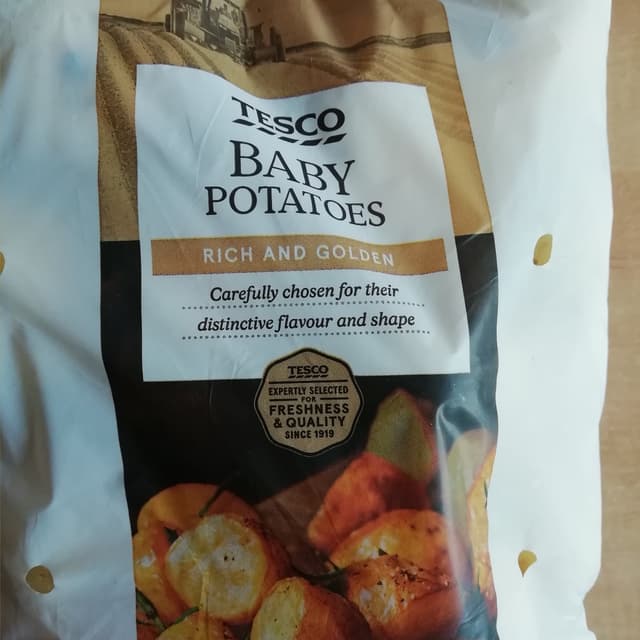 TESCO
BABY
POTATOES
RICH AND GOLDEN
Carefully chosen for their
distinctive flavour and shape
TESCO
EXPERTLY SELECTED
FOR
FRESHNESS
& QUALITY
SINCE 1919